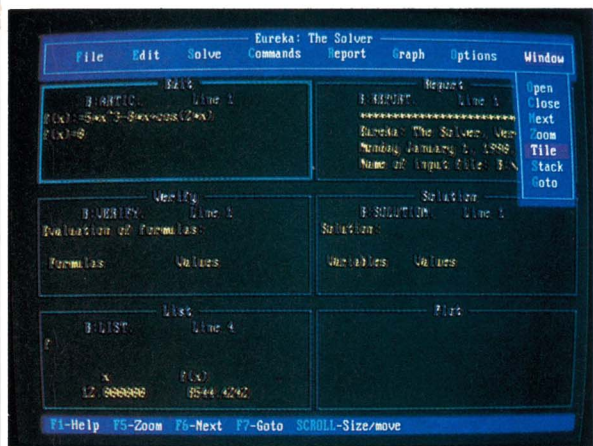 Eureka: The Solver
File Edit Solve Commands Report Graph Options Window
Open
Close
Next
Zoom
Tile
Stack
Goto
Edit
Line 1
f(x)=0
Report
B:REPORT. Line 1
Eureka: The Solver, Ver
Monday January 1,
Name of input file: B:
Verify
B:VERIFY. Line 1
Evaluation of formulas:
Formulas Values
Solution
B:SOLUTION. Line 1
Solution:
Variables Values
List
B:LIST. Line 4
x f(x)
12.000000 8544.4242
Plot
F1-Help F5-Zoom F6-Next F7-Goto SCROLL-Size/move